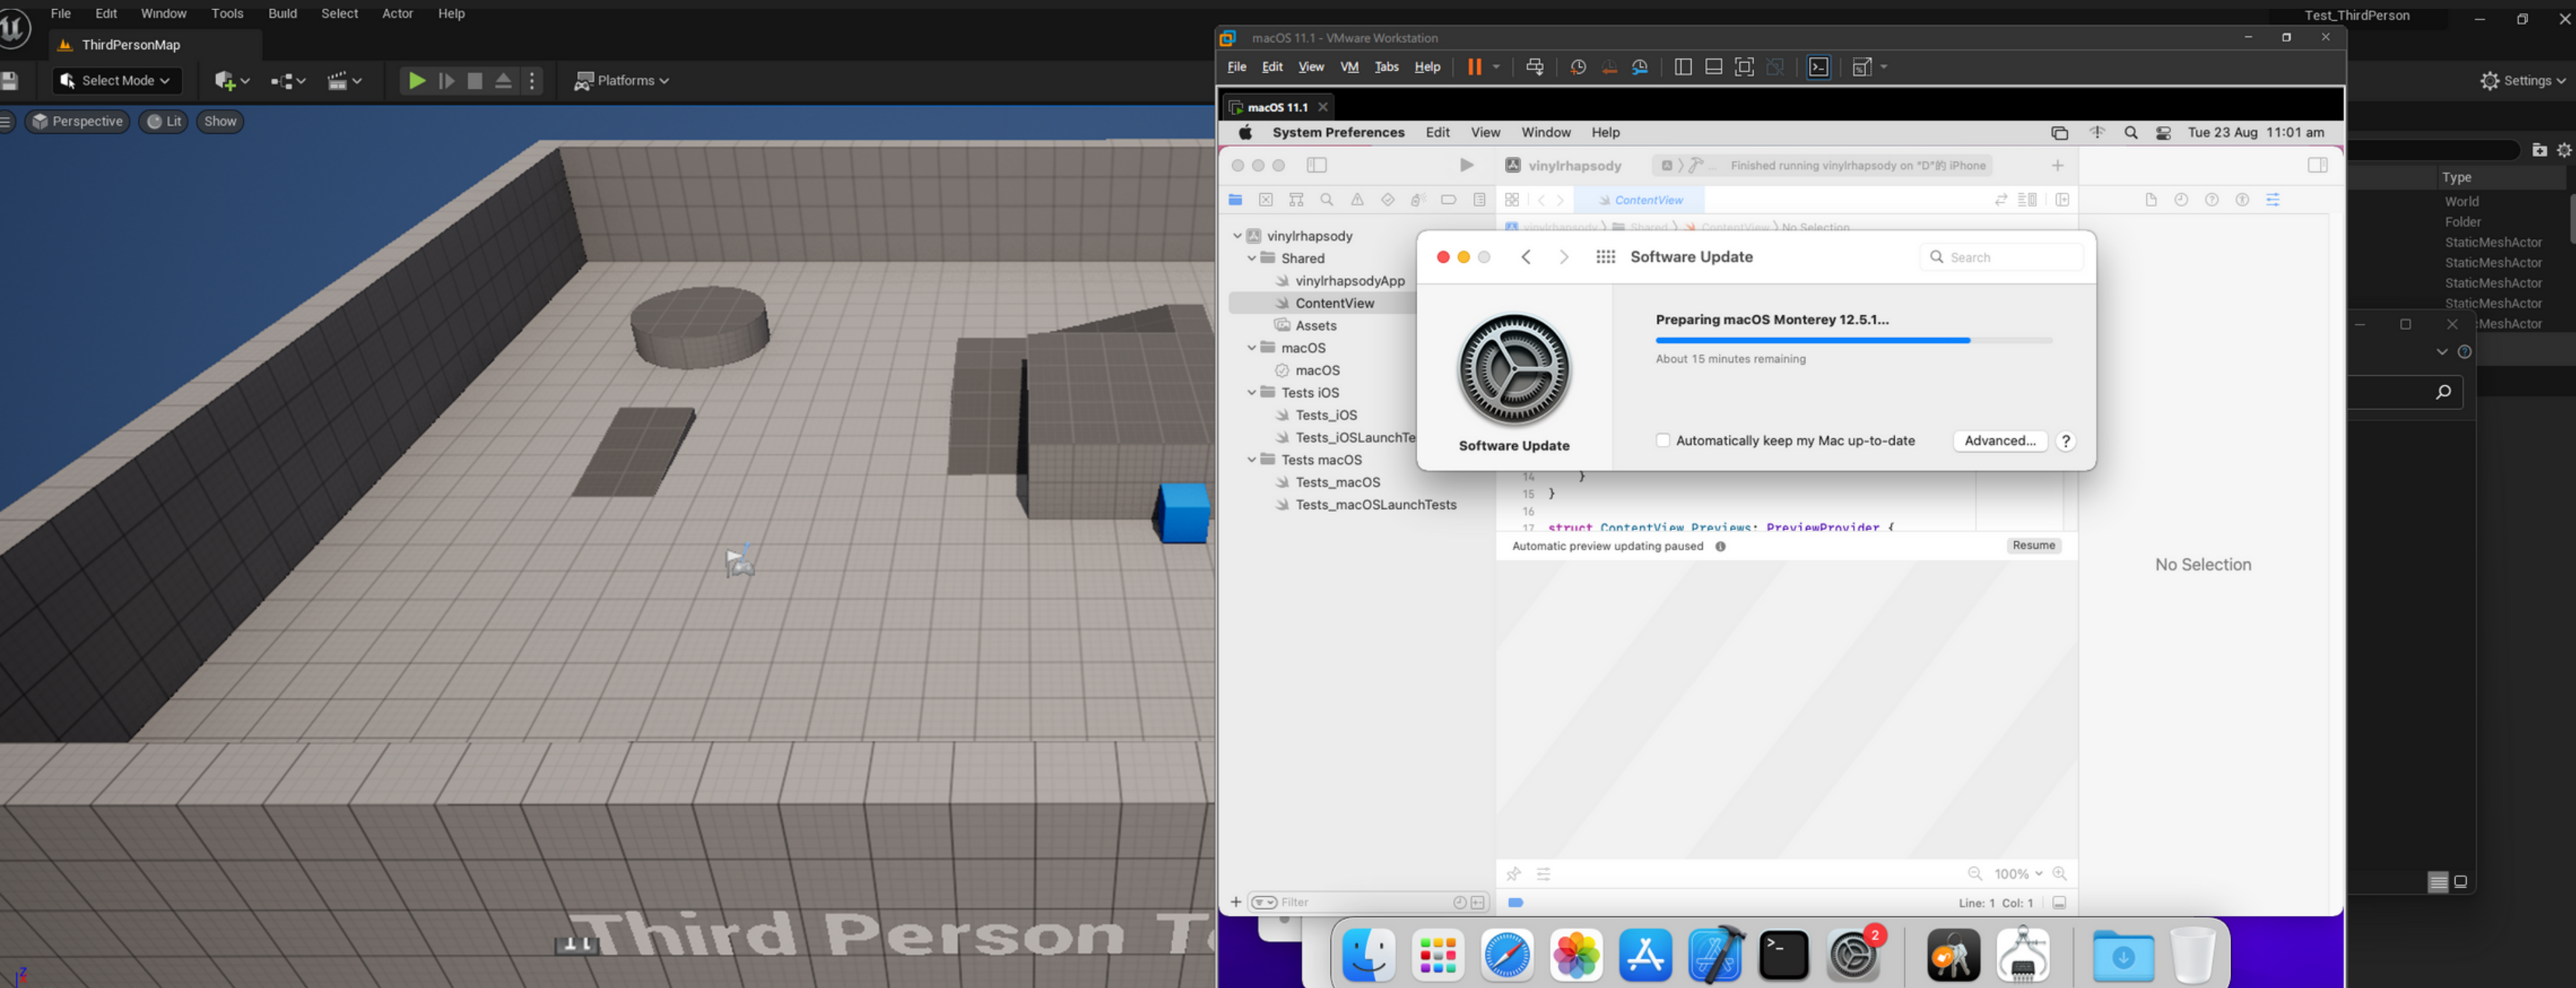 File Edit Window Tools Build Select Actor Help
Test_ThirdPerson
ThirdPersonMap
Select Mode
Platforms
Settings
Perspective Lit Show
Type
World
Folder
StaticMeshActor
StaticMeshActor
StaticMeshActor
StaticMeshActor
MeshActor
Third Person T
macOS 11.1 - VMware Workstation
File Edit View VM Tabs Help
macOS 11.1
System Preferences Edit View Window Help
Tue 23 Aug 11:01 am
vinylrhapsody
Finished running vinylrhapsody on "D"的 iPhone
ContentView
vinylrhapsody Shared ContentView No Selection
vinylrhapsody
Shared
vinylrhapsodyApp
ContentView
Assets
macOS
macOS
Tests iOS
Tests_iOS
Tests_iOSLaunchTe
Tests macOS
Tests_macOS
Tests_macOSLaunchTests
Software Update
Search
Preparing macOS Monterey 12.5.1...
About 15 minutes remaining
Software Update
Automatically keep my Mac up-to-date
Advanced...
?
14 }
15 }
16
17 struct ContentView_Previews: PreviewProvider {
Automatic preview updating paused
Resume
No Selection
100%
Filter
Line: 1 Col: 1
2
Z